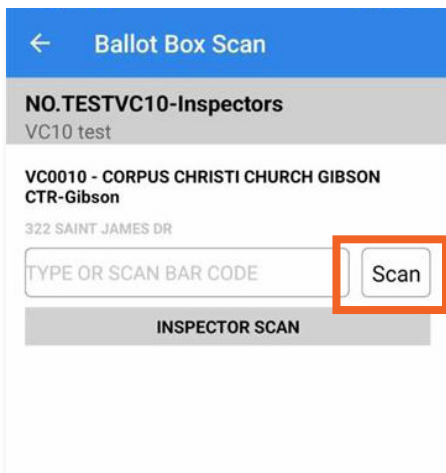 Ballot Box Scan
NO.TESTVC10-Inspectors
VC10 test
VC0010 - CORPUS CHRISTI CHURCH GIBSON
CTR-Gibson
322 SAINT JAMES DR
TYPE OR SCAN BAR CODE
Scan
INSPECTOR SCAN